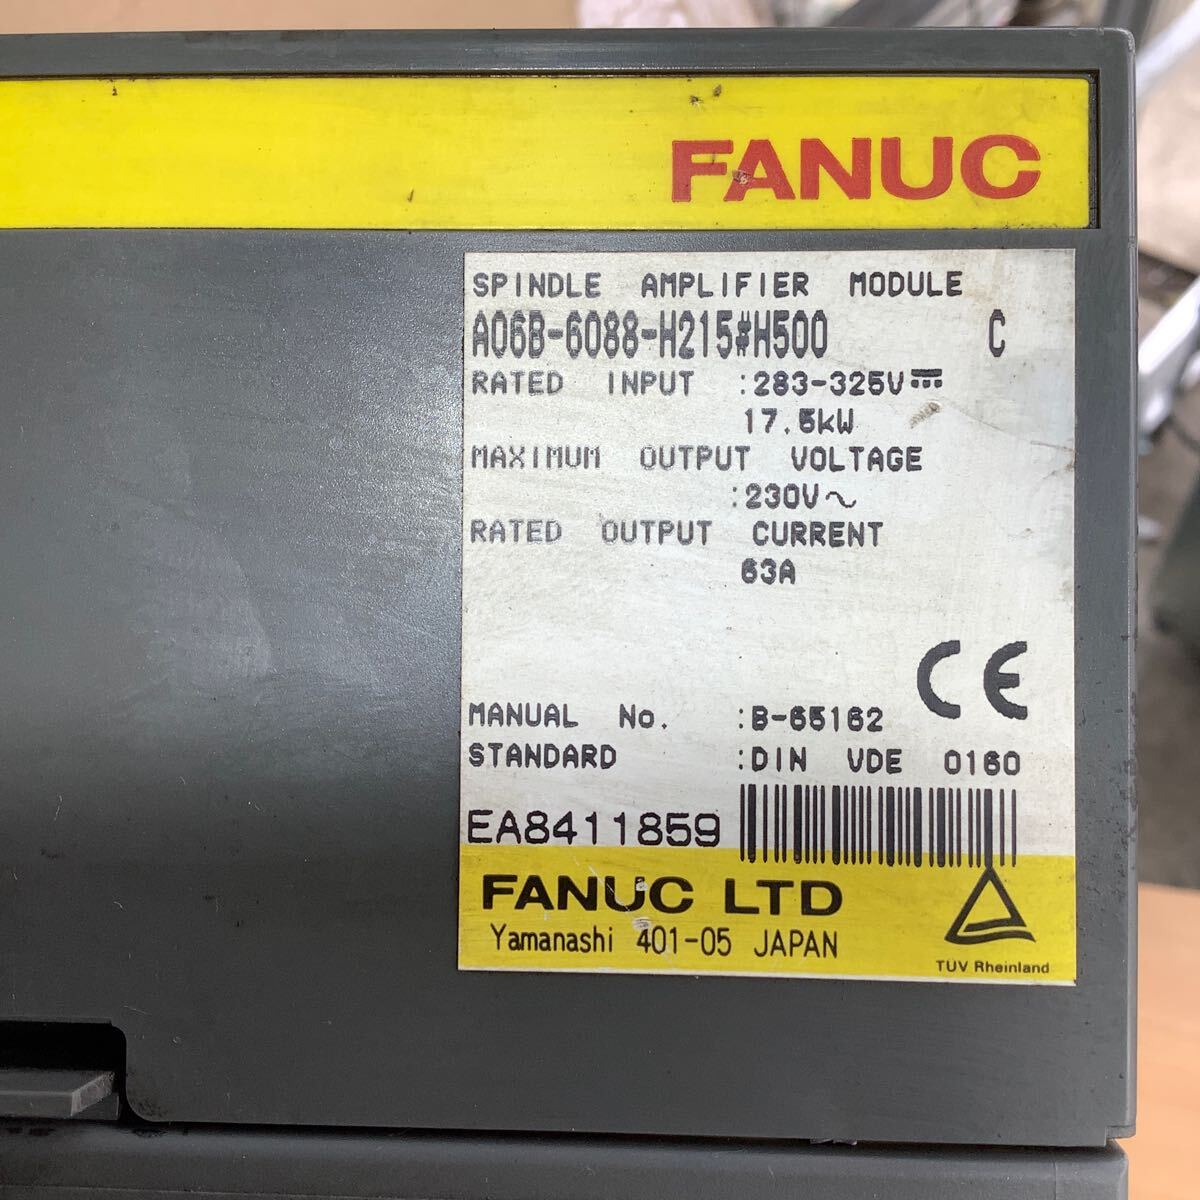 FANUC
SPINDLE AMPLIFIER MODULE
A06B-6088-H215#H500 C
RATED INPUT :283-325V⎓
17.5kW
MAXIMUM OUTPUT VOLTAGE
:230V～
RATED OUTPUT CURRENT
63A
CE
MANUAL No. :B-65162
STANDARD :DIN VDE 0160
EA8411859
FANUC LTD
Yamanashi 401-05 JAPAN
TÜV Rheinland